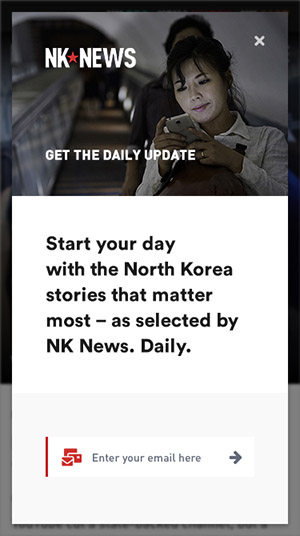 NK★NEWS
×
GET THE DAILY UPDATE
Start your day
with the North Korea
stories that matter
most – as selected by
NK News. Daily.
Enter your email here